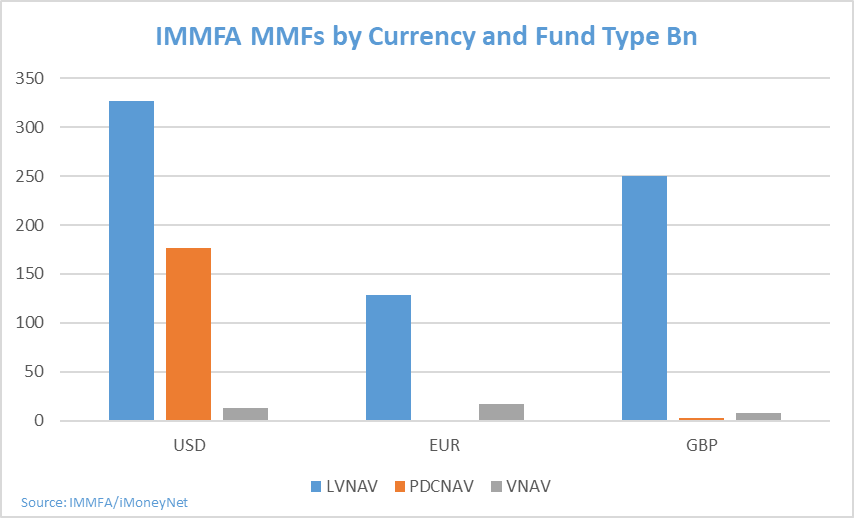 IMMFA MMFs by Currency and Fund Type Bn
350
300
250
200
150
100
50
0
USD EUR GBP
LVNAV PDCNAV VNAV
Source: IMMFA/iMoneyNet